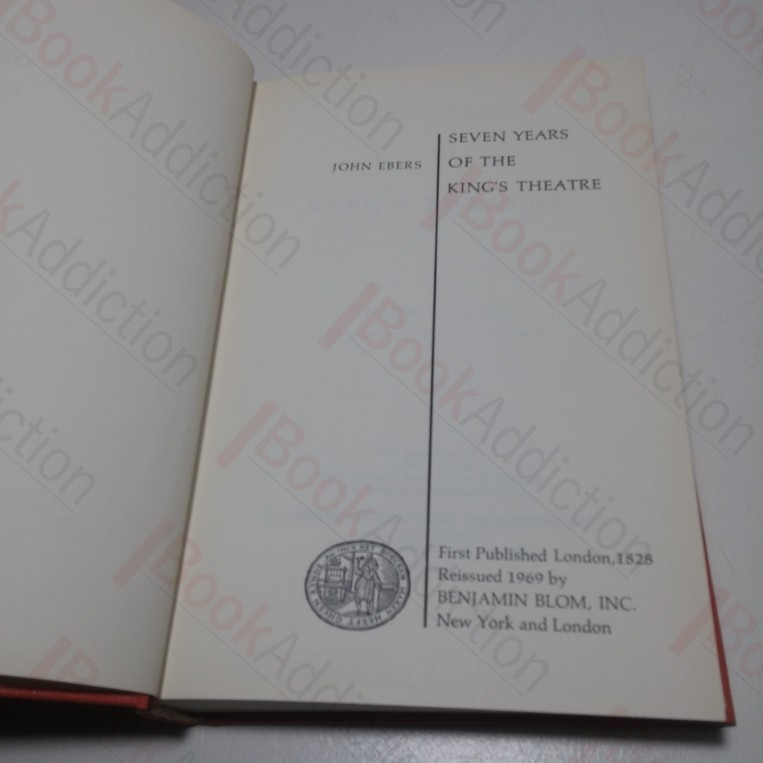 JOHN EBERS
SEVEN YEARS
OF THE
KING'S THEATRE
First Published London, 1828
Reissued 1969 by
BENJAMIN BLOM, INC.
New York and London
BookAddiction